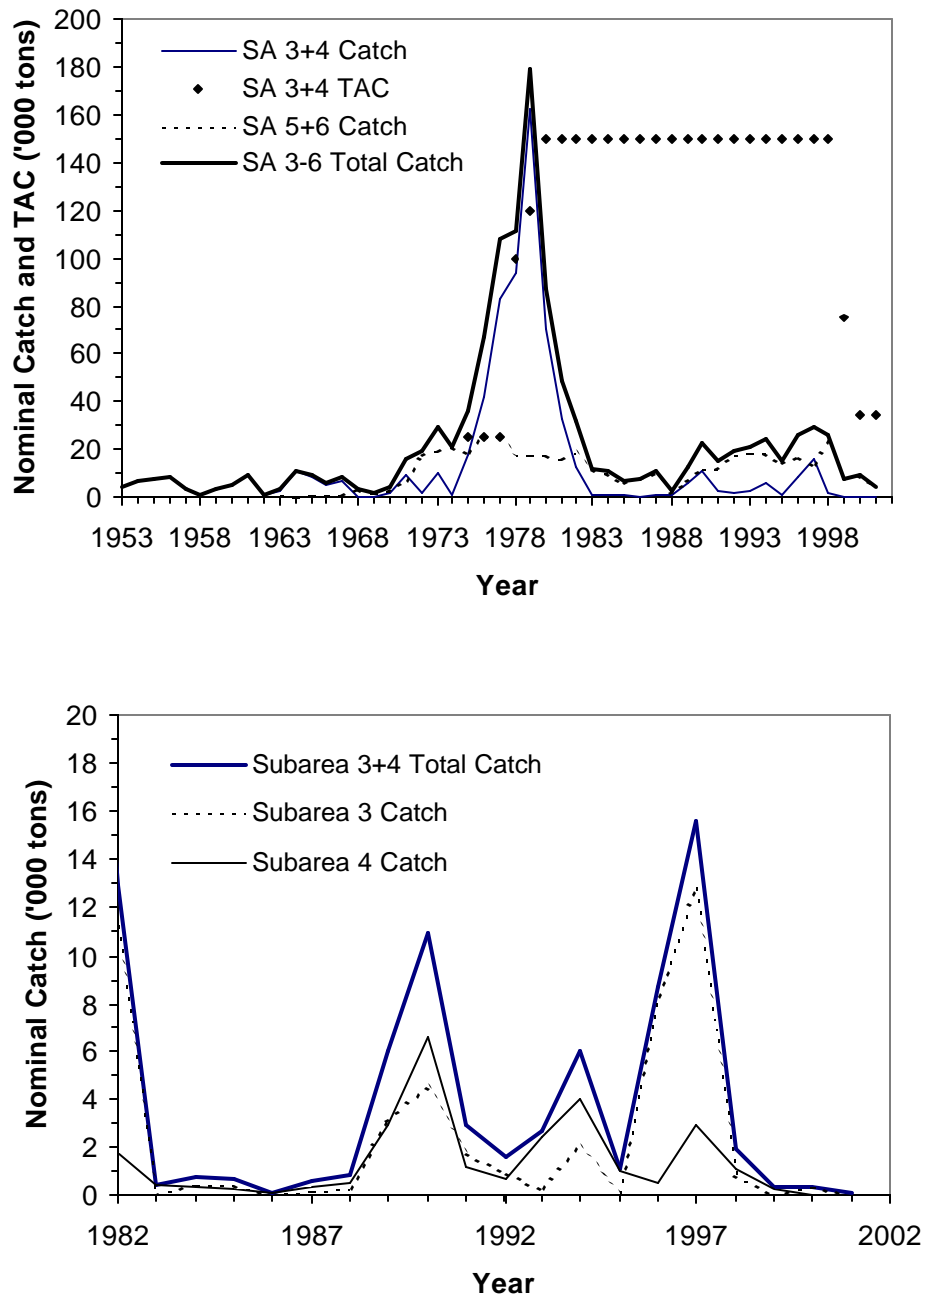 200
180
160
140
120
100
80
60
40
20
0
Nominal Catch and TAC ('000 tons)
SA 3+4 Catch
SA 3+4 TAC
SA 5+6 Catch
SA 3-6 Total Catch
1953 1958 1963 1968 1973 1978 1983 1988 1993 1998
Year
20
18
16
14
12
10
8
6
4
2
0
Nominal Catch ('000 tons)
Subarea 3+4 Total Catch
Subarea 3 Catch
Subarea 4 Catch
1982 1987 1992 1997 2002
Year